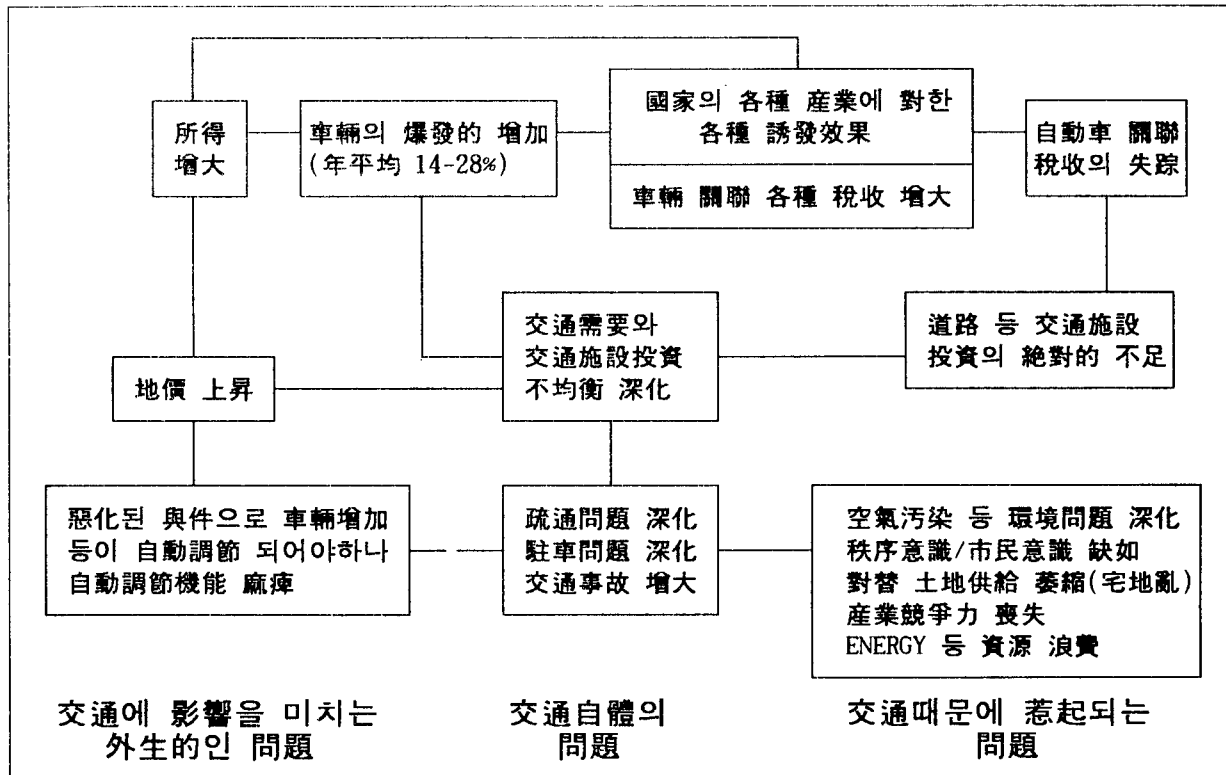 所得
增大
車輛의 爆發的 增加
(年平均 14-28%)
國家의 各種 産業에 對한
各種 誘發效果
車輛 關聯 各種 稅收 增大
自動車 關聯
稅收의 失踪
地價 上昇
交通需要와
交通施設投資
不均衡 深化
道路 등 交通施設
投資의 絶對的 不足
惡化된 與件으로 車輛增加
등이 自動調節 되어야하나
自動調節機能 麻痺
疏通問題 深化
駐車問題 深化
交通事故 增大
空氣汚染 등 環境問題 深化
秩序意識/市民意識 缺如
對替 土地供給 萎縮(宅地亂)
産業競爭力 喪失
ENERGY 등 資源 浪費
交通에 影響을 미치는
外生的인 問題
交通自體의
問題
交通때문에 惹起되는
問題